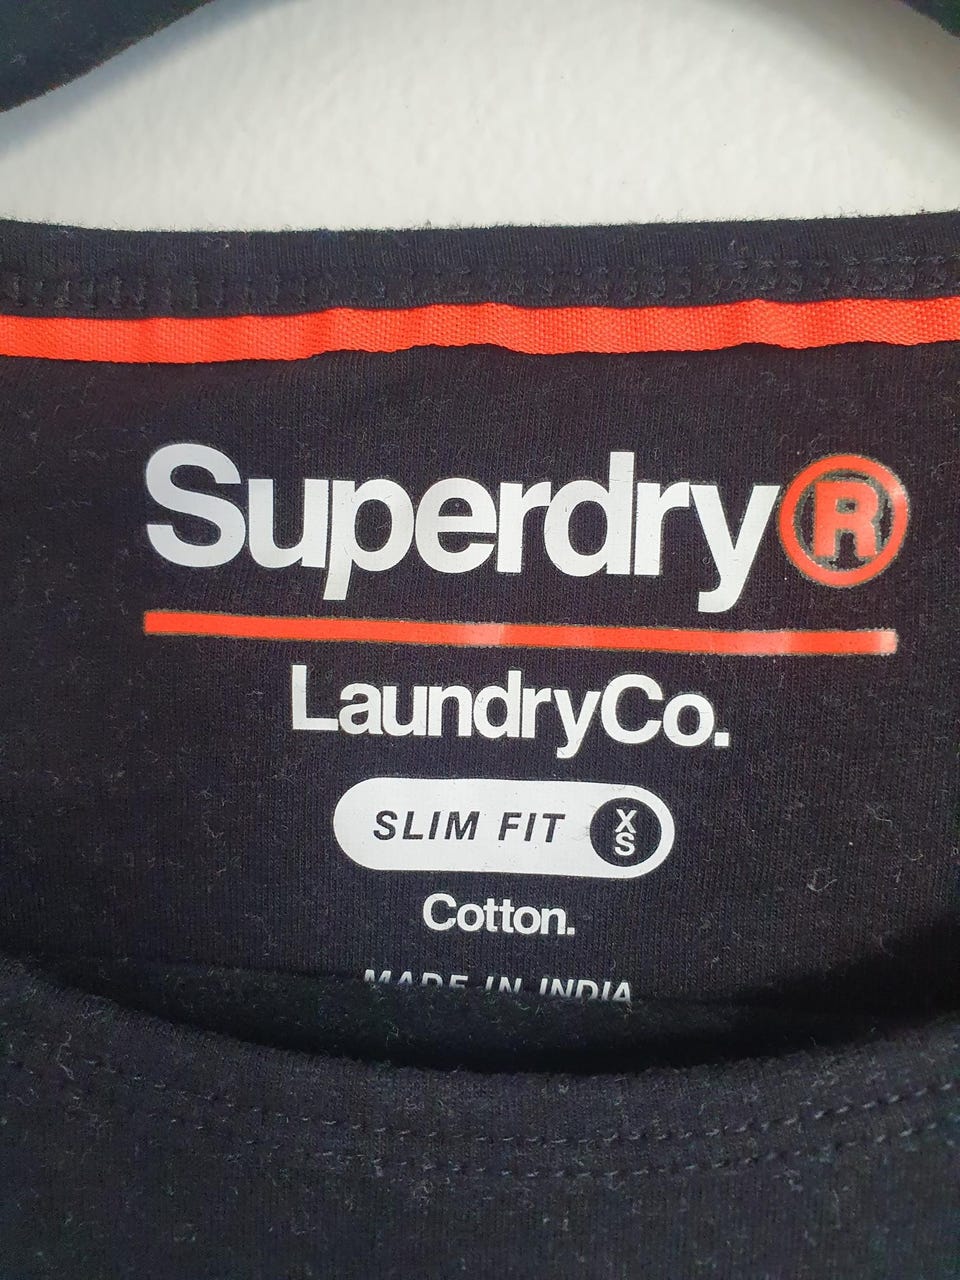 Superdry®
LaundryCo.
SLIM FIT XS
Cotton.
MADE IN INDIA